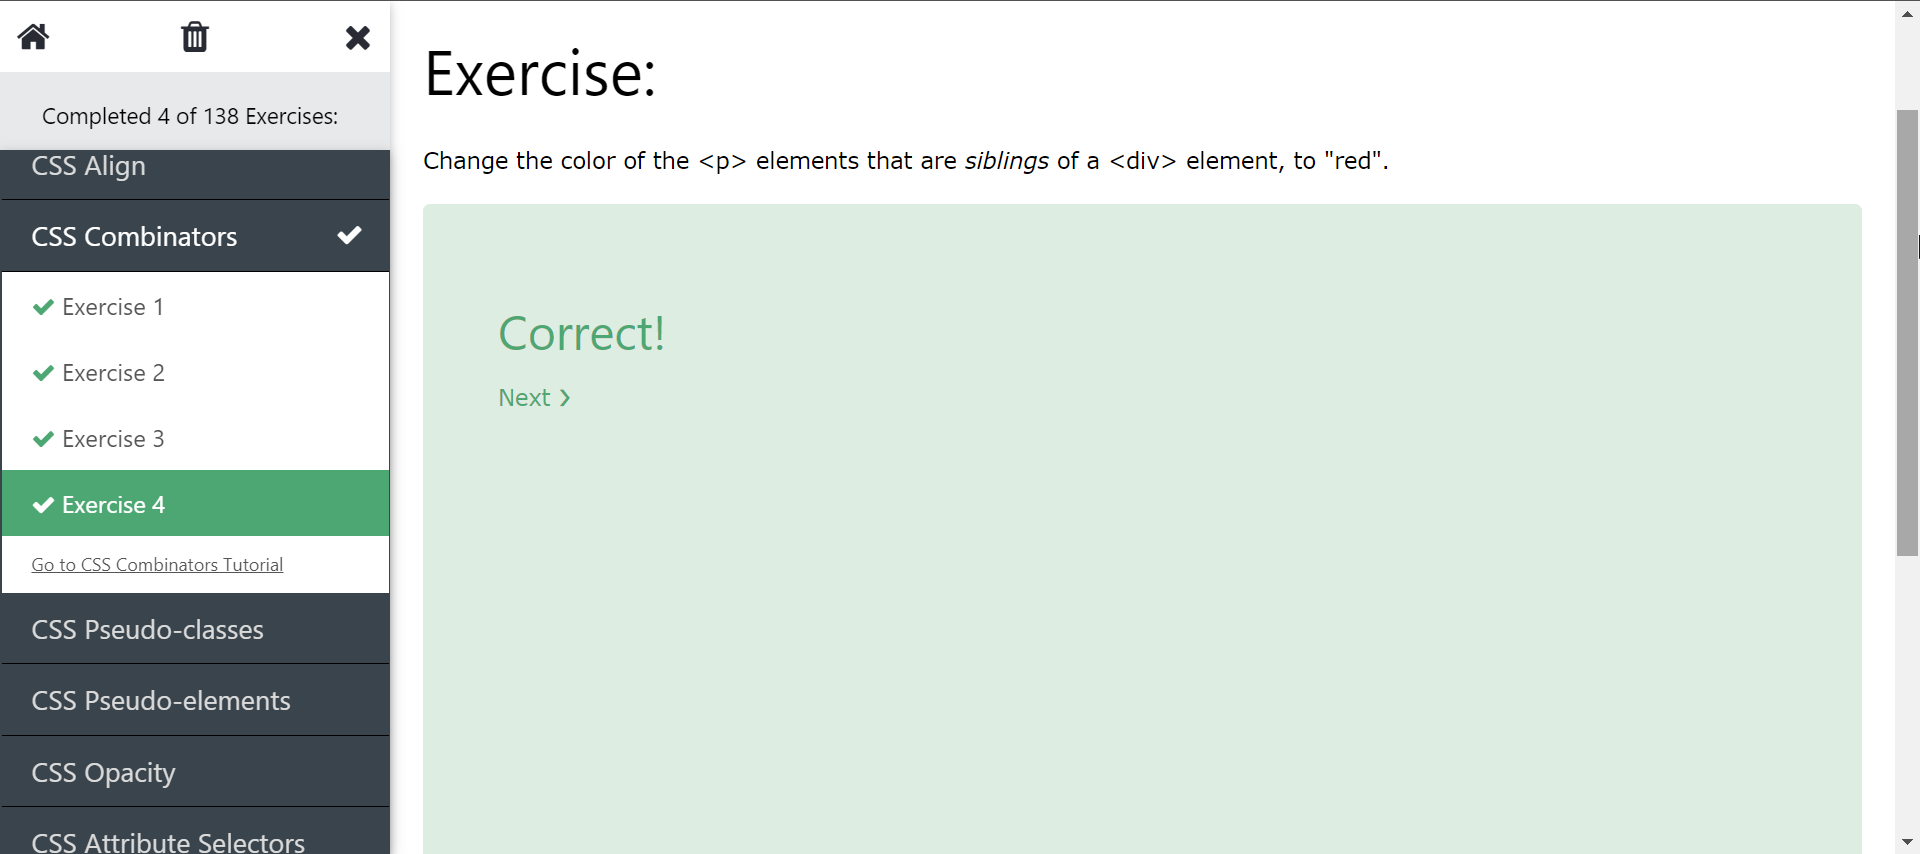 Completed 4 of 138 Exercises:
CSS Align
CSS Combinators
Exercise 1
Exercise 2
Exercise 3
Exercise 4
Go to CSS Combinators Tutorial
CSS Pseudo-classes
CSS Pseudo-elements
CSS Opacity
CSS Attribute Selectors
Exercise:
Change the color of the <p> elements that are siblings of a <div> element, to "red".
Correct!
Next ❯